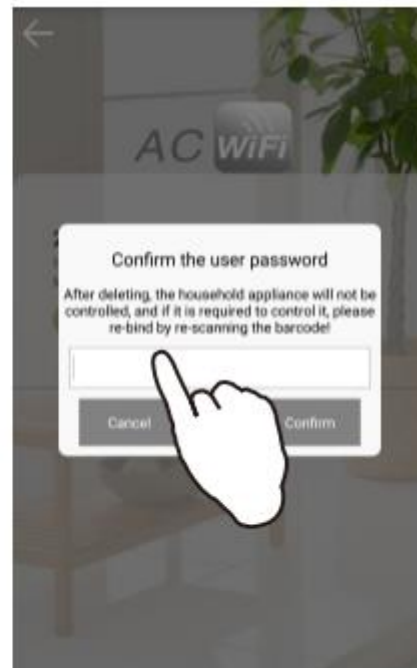 AC WiFi
Confirm the user password
After deleting, the household appliance will not be
controlled, and if it is required to control it, please
re-bind by re-scanning the barcode!
Cancel Confirm